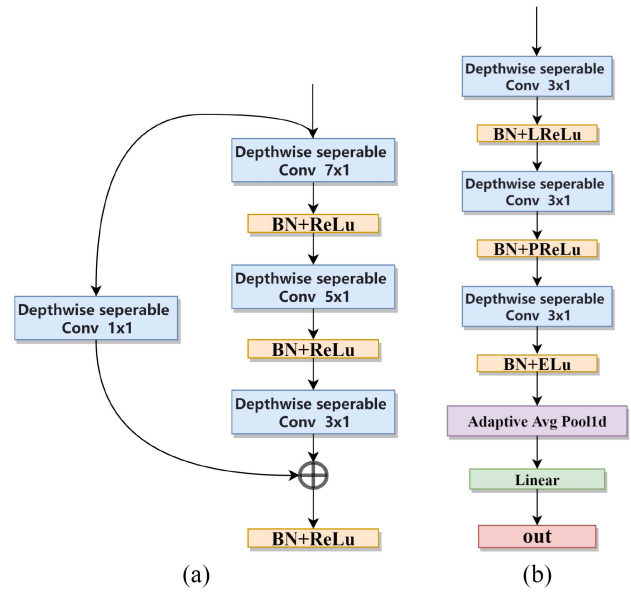 Depthwise seperable
Conv 7x1
BN+ReLu
Depthwise seperable
Conv 5x1
BN+ReLu
Depthwise seperable
Conv 3x1
Depthwise seperable
Conv 1x1
BN+ReLu
(a)
Depthwise seperable
Conv 3x1
BN+LReLu
Depthwise seperable
Conv 3x1
BN+PReLu
Depthwise seperable
Conv 3x1
BN+ELu
Adaptive Avg Pool1d
Linear
out
(b)